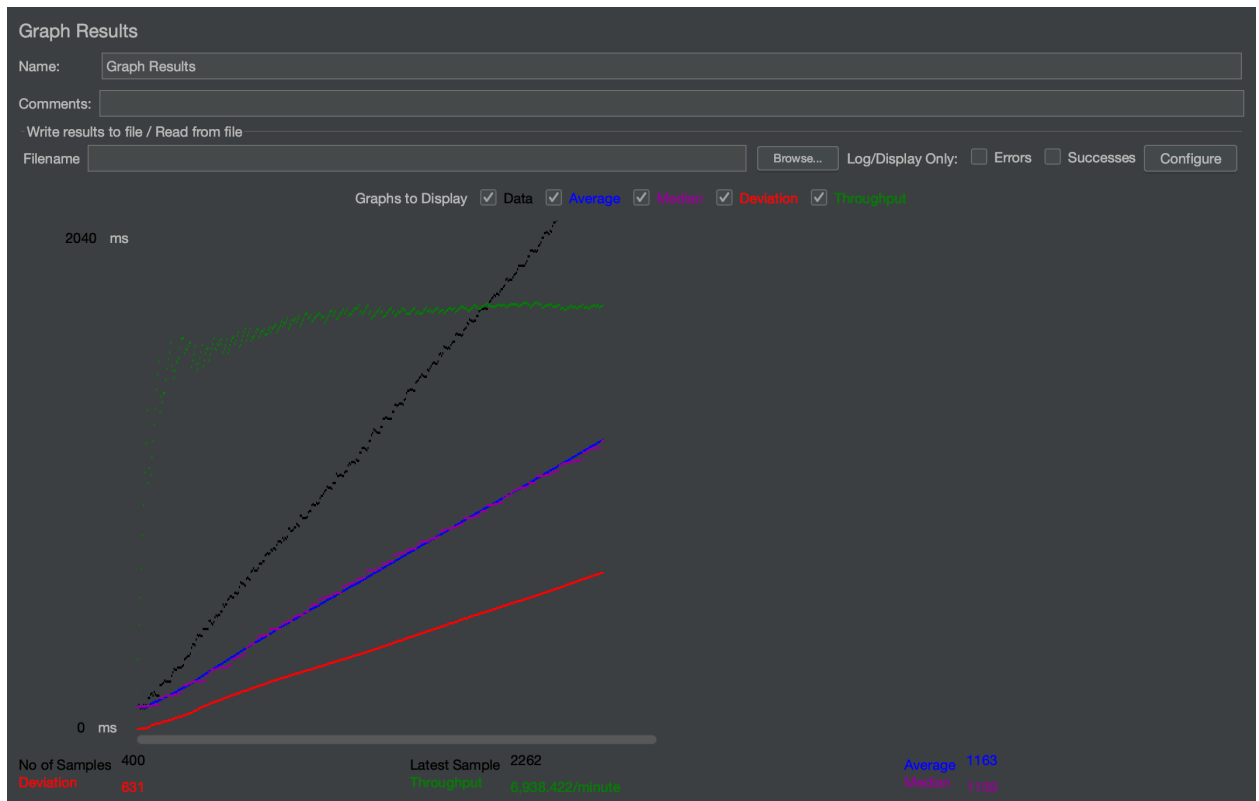 Graph Results
Name: Graph Results
Comments:
Write results to file / Read from file
Filename Browse... Log/Display Only: Errors Successes Configure
Graphs to Display Data Average Median Deviation Throughput
2040 ms
0 ms
No of Samples 400 Latest Sample 2262 Average 1163
Deviation 631 Throughput 6,938.422/minute Median